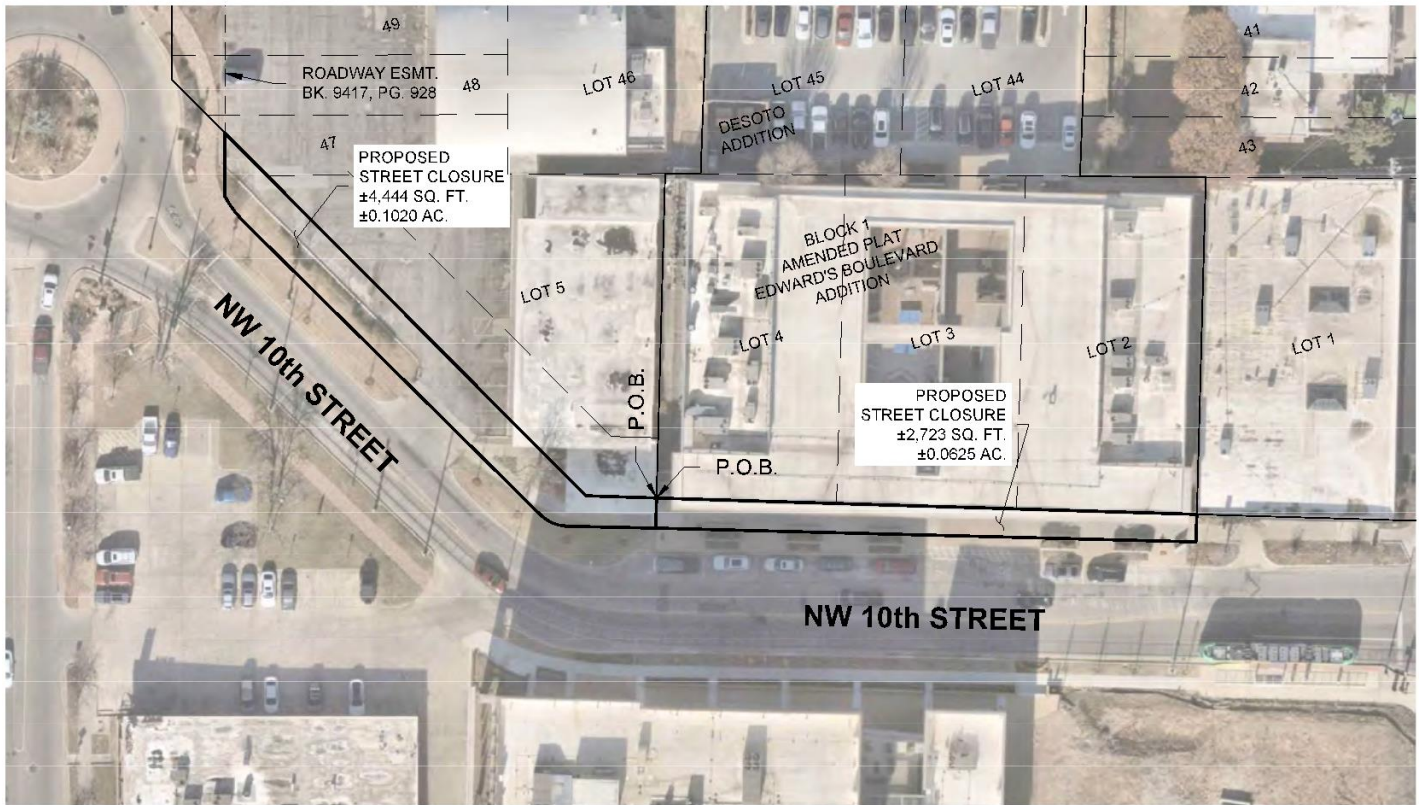 49
ROADWAY ESMT.
BK. 9417, PG. 928
48
LOT 46
LOT 45
LOT 44
41
42
43
DESOTO
ADDITION
47
PROPOSED
STREET CLOSURE
±4,444 SQ. FT.
±0.1020 AC.
BLOCK 1
AMENDED PLAT
EDWARD'S BOULEVARD
ADDITION
LOT 5
LOT 4
LOT 3
LOT 2
LOT 1
NW 10th STREET
P.O.B.
P.O.B.
PROPOSED
STREET CLOSURE
±2,723 SQ. FT.
±0.0625 AC.
NW 10th STREET